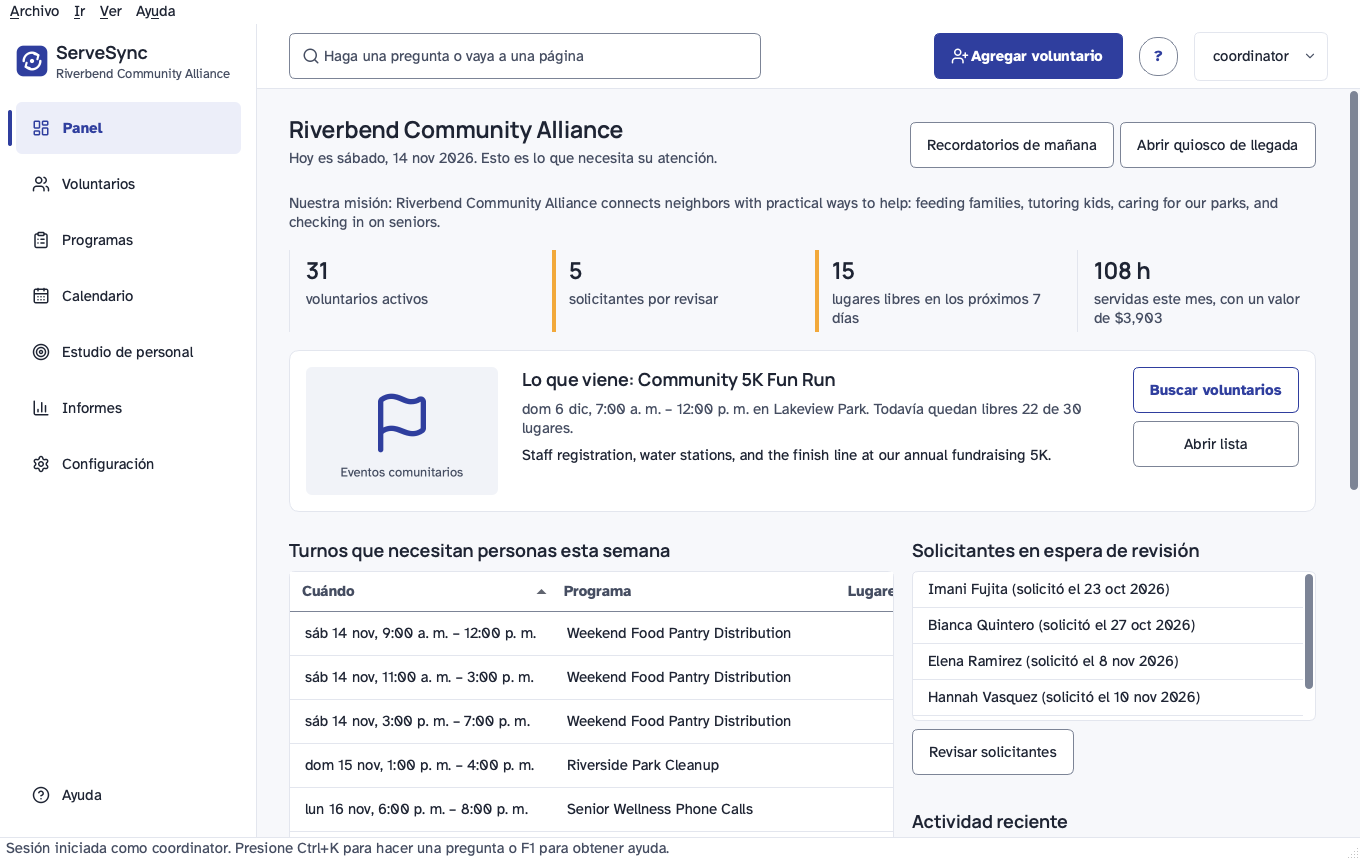 Archivo Ir Ver Ayuda
ServeSync
Riverbend Community Alliance
Haga una pregunta o vaya a una página
Agregar voluntario
?
coordinator
Panel
Voluntarios
Programas
Calendario
Estudio de personal
Informes
Configuración
Ayuda
Riverbend Community Alliance
Hoy es sábado, 14 nov 2026. Esto es lo que necesita su atención.
Recordatorios de mañana
Abrir quiosco de llegada
Nuestra misión: Riverbend Community Alliance connects neighbors with practical ways to help: feeding families, tutoring kids, caring for our parks, and
checking in on seniors.
31
voluntarios activos
5
solicitantes por revisar
15
lugares libres en los próximos 7
días
108 h
servidas este mes, con un valor
de $3,903
Eventos comunitarios
Lo que viene: Community 5K Fun Run
dom 6 dic, 7:00 a. m. – 12:00 p. m. en Lakeview Park. Todavía quedan libres 22 de 30
lugares.
Staff registration, water stations, and the finish line at our annual fundraising 5K.
Buscar voluntarios
Abrir lista
Turnos que necesitan personas esta semana
Cuándo Programa Lugare
sáb 14 nov, 9:00 a. m. – 12:00 p. m. Weekend Food Pantry Distribution
sáb 14 nov, 11:00 a. m. – 3:00 p. m. Weekend Food Pantry Distribution
sáb 14 nov, 3:00 p. m. – 7:00 p. m. Weekend Food Pantry Distribution
dom 15 nov, 1:00 p. m. – 4:00 p. m. Riverside Park Cleanup
lun 16 nov, 6:00 p. m. – 8:00 p. m. Senior Wellness Phone Calls
Solicitantes en espera de revisión
Imani Fujita (solicitó el 23 oct 2026)
Bianca Quintero (solicitó el 27 oct 2026)
Elena Ramirez (solicitó el 8 nov 2026)
Hannah Vasquez (solicitó el 10 nov 2026)
Revisar solicitantes
Actividad reciente
Sesión iniciada como coordinator. Presione Ctrl+K para hacer una pregunta o F1 para obtener ayuda.